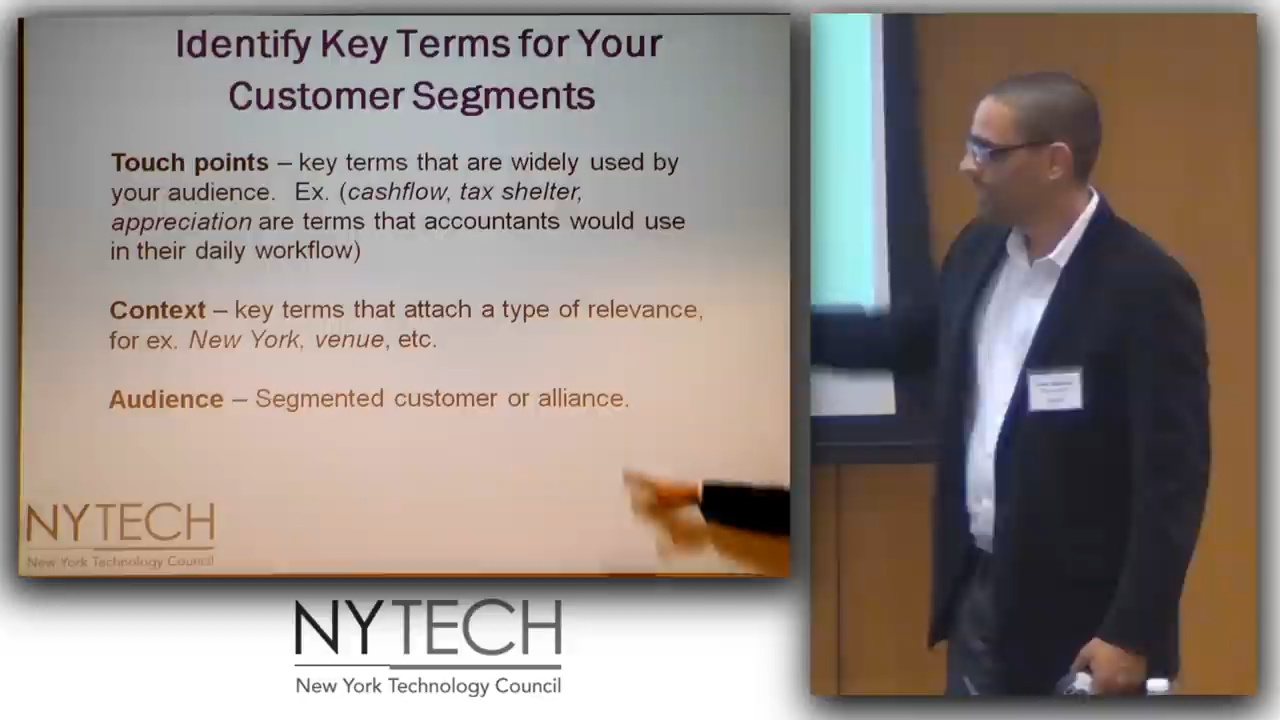 Identify Key Terms for Your
Customer Segments
Touch points – key terms that are widely used by
your audience. Ex. (cashflow, tax shelter,
appreciation are terms that accountants would use
in their daily workflow)
Context – key terms that attach a type of relevance,
for ex. New York, venue, etc.
Audience – Segmented customer or alliance.
NYTECH
New York Technology Council
NYTECH
New York Technology Council